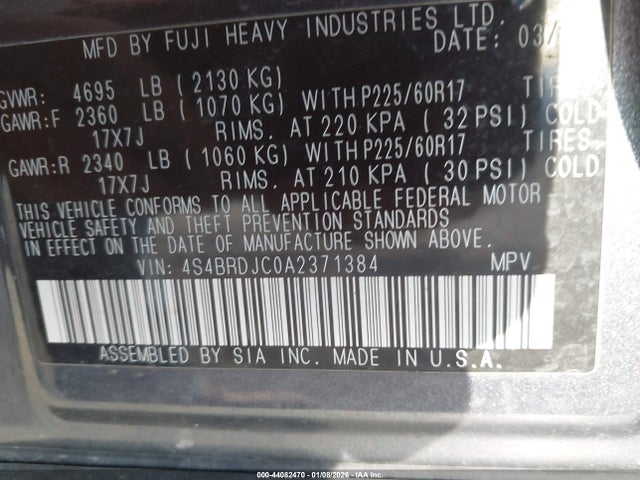 MFD BY FUJI HEAVY INDUSTRIES LTD.
DATE: 03/
GVWR: 4695 LB (2130 KG)
GAWR:F 2360 LB (1070 KG) WITH P225/60R17 TIRES
17X7J RIMS. AT 220 KPA (32 PSI) COLD
GAWR:R 2340 LB (1060 KG) WITH P225/60R17 TIRES
17X7J RIMS. AT 210 KPA (30 PSI) COLD
THIS VEHICLE CONFORMS TO ALL APPLICABLE FEDERAL MOTOR
VEHICLE SAFETY AND THEFT PREVENTION STANDARDS
IN EFFECT ON THE DATE OF MANUFACTURE SHOWN ABOVE.
VIN: 4S4BRDJC0A2371384 MPV
ASSEMBLED BY SIA INC. MADE IN U.S.A.
000-44082470 01/08/2026 - IAA, Inc.